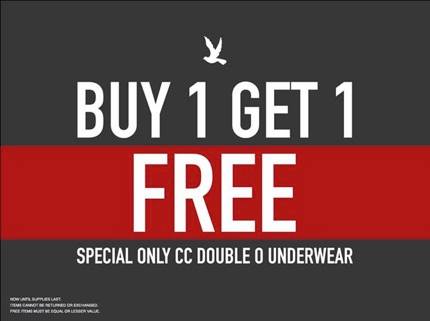 BUY 1 GET 1
FREE
SPECIAL ONLY CC DOUBLE O UNDERWEAR
NOW UNTIL SUPPLIES LAST.
ITEMS CANNOT BE RETURNED OR EXCHANGED.
FREE ITEMS MUST BE EQUAL OR LESSER VALUE.